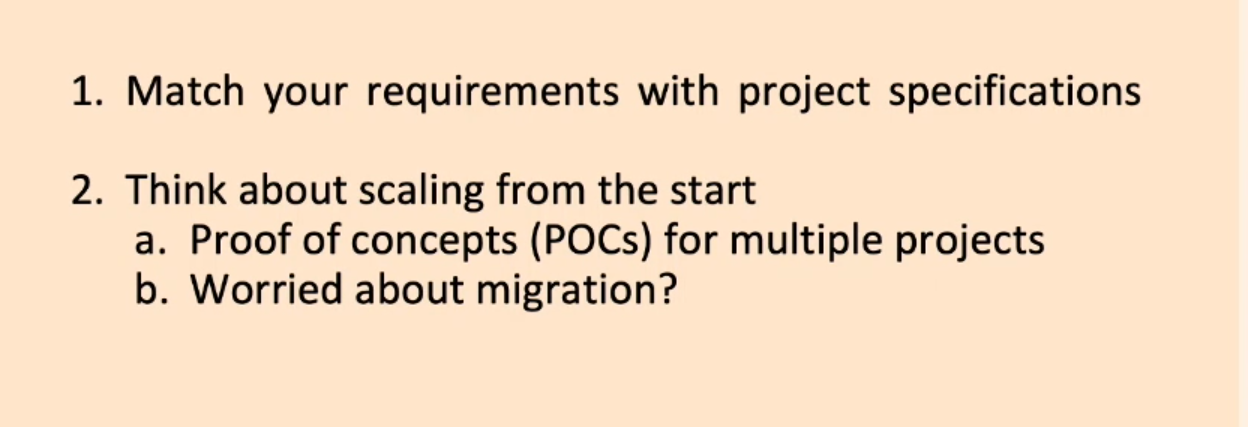 1. Match your requirements with project specifications
2. Think about scaling from the start
a. Proof of concepts (POCs) for multiple projects
b. Worried about migration?